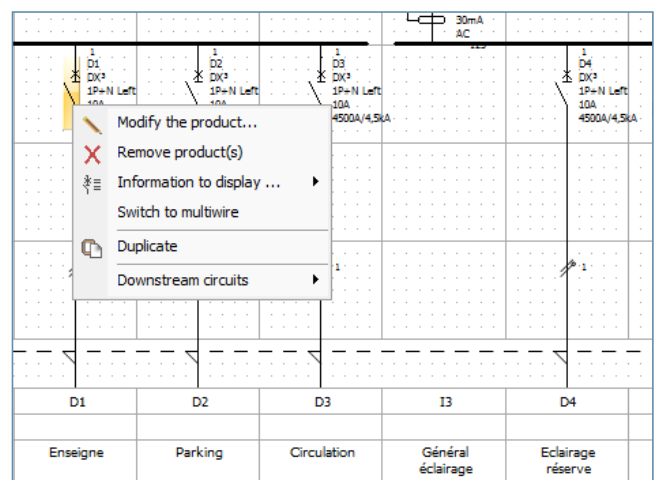 30mA
AC
1
D1
DX³
1P+N Left
10A
1
D2
DX³
1P+N Left
10A
1
D3
DX³
1P+N Left
10A
4500A/4,5kA
1
D4
DX³
1P+N Left
10A
4500A/4,5kA
Modify the product...
Remove product(s)
Information to display ...
Switch to multiwire
Duplicate
Downstream circuits
1
1
D1 D2 D3 I3 D4
Enseigne Parking Circulation Général Eclairage
éclairage réserve